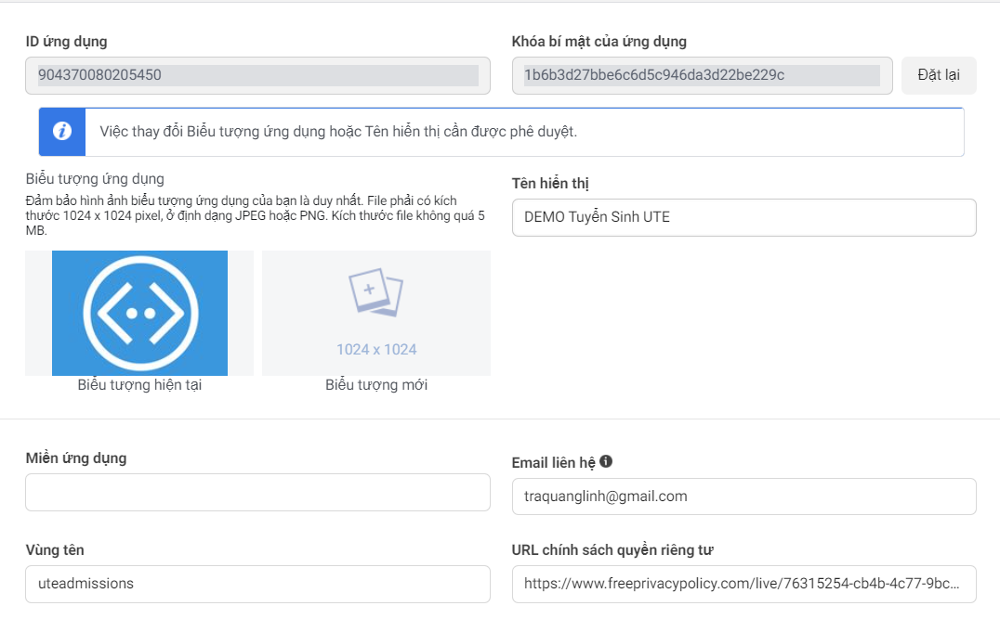 ID ứng dụng
Khóa bí mật của ứng dụng
904370080205450
1b6b3d27bbe6c6d5c946da3d22be229c
Đặt lại
Việc thay đổi Biểu tượng ứng dụng hoặc Tên hiển thị cần được phê duyệt.
Biểu tượng ứng dụng
Đảm bảo hình ảnh biểu tượng ứng dụng của bạn là duy nhất. File phải có kích
thước 1024 x 1024 pixel, ở định dạng JPEG hoặc PNG. Kích thước file không quá 5
MB.
Tên hiển thị
DEMO Tuyển Sinh UTE
1024 x 1024
Biểu tượng hiện tại
Biểu tượng mới
Miền ứng dụng
Email liên hệ
traquanglinh@gmail.com
Vùng tên
URL chính sách quyền riêng tư
uteadmissions
https://www.freeprivacypolicy.com/live/76315254-cb4b-4c77-9bc...